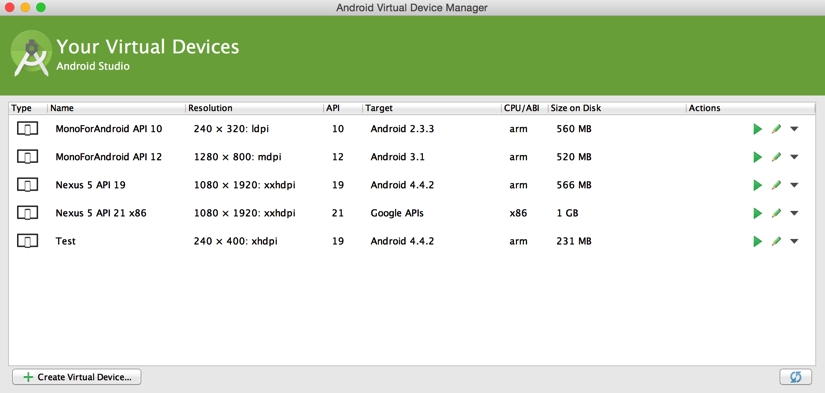 Android Virtual Device Manager
Your Virtual Devices
Android Studio
Type Name Resolution API Target CPU/ABI Size on Disk Actions
MonoForAndroid API 10 240 × 320: ldpi 10 Android 2.3.3 arm 560 MB
MonoForAndroid API 12 1280 × 800: mdpi 12 Android 3.1 arm 520 MB
Nexus 5 API 19 1080 × 1920: xxhdpi 19 Android 4.4.2 arm 566 MB
Nexus 5 API 21 x86 1080 × 1920: xxhdpi 21 Google APIs x86 1 GB
Test 240 × 400: xhdpi 19 Android 4.4.2 arm 231 MB
Create Virtual Device...